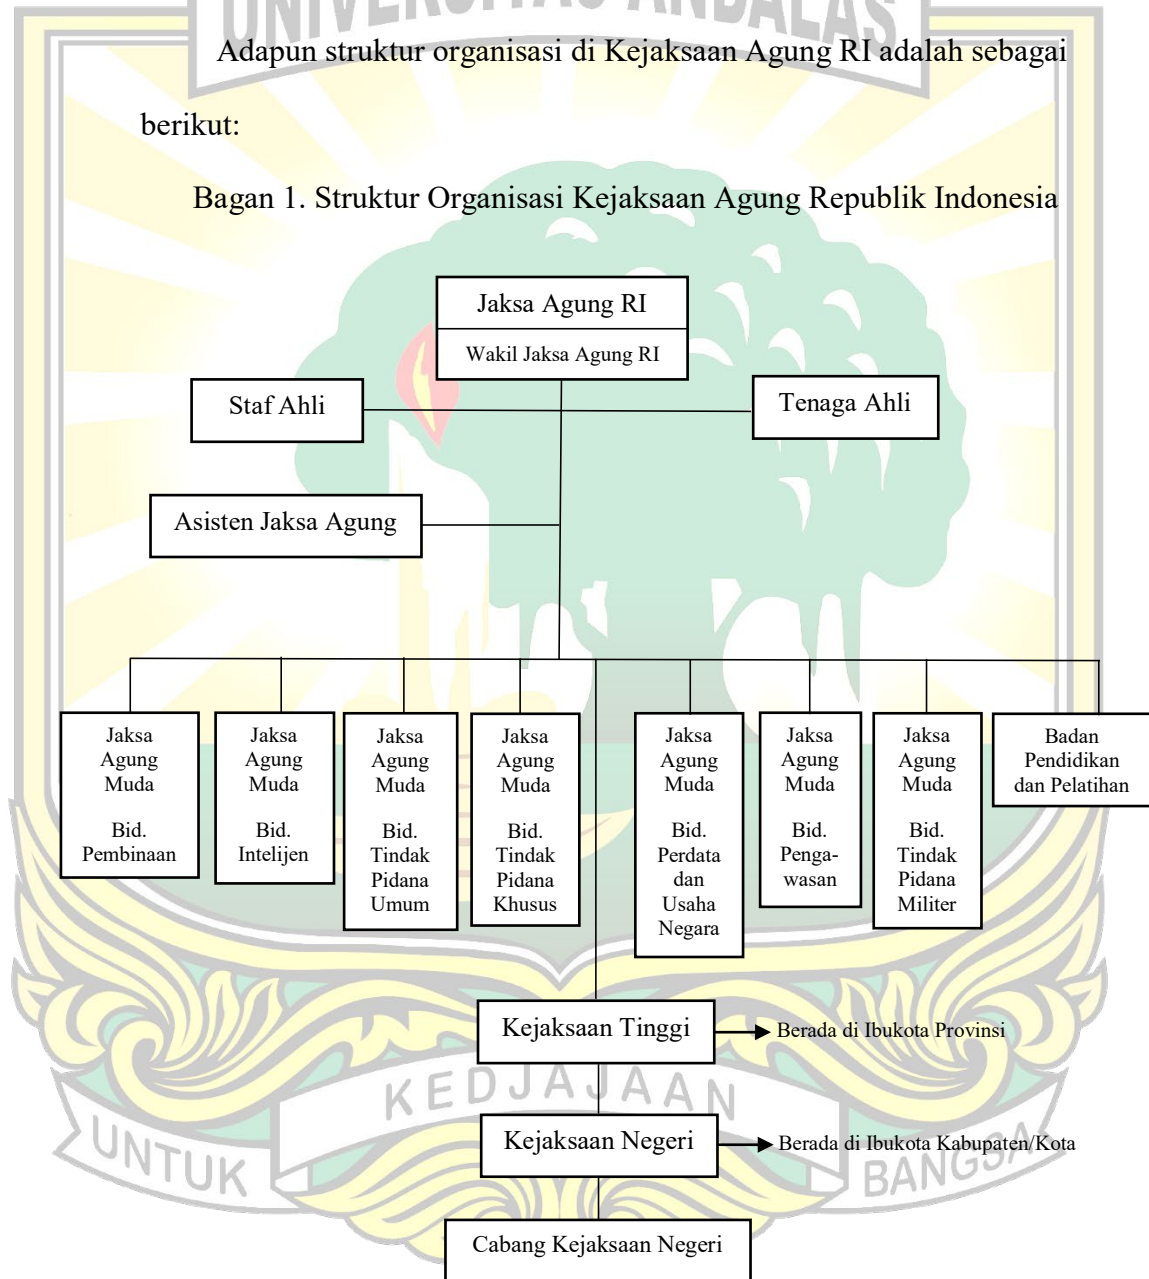 UNIVERSITAS ANDALAS
Adapun struktur organisasi di Kejaksaan Agung RI adalah sebagai
berikut:
Bagan 1. Struktur Organisasi Kejaksaan Agung Republik Indonesia
Jaksa Agung RI
Wakil Jaksa Agung RI
Staf Ahli
Tenaga Ahli
Asisten Jaksa Agung
Jaksa
Agung
Muda
Bid.
Pembinaan
Jaksa
Agung
Muda
Bid.
Intelijen
Jaksa
Agung
Muda
Bid.
Tindak
Pidana
Umum
Jaksa
Agung
Muda
Bid.
Tindak
Pidana
Khusus
Jaksa
Agung
Muda
Bid.
Perdata
dan
Usaha
Negara
Jaksa
Agung
Muda
Bid.
Penga-
wasan
Jaksa
Agung
Muda
Bid.
Tindak
Pidana
Militer
Badan
Pendidikan
dan Pelatihan
Kejaksaan Tinggi
Berada di Ibukota Provinsi
Kejaksaan Negeri
Berada di Ibukota Kabupaten/Kota
Cabang Kejaksaan Negeri
UNTUK
KEDJAJAAN
BANGSA